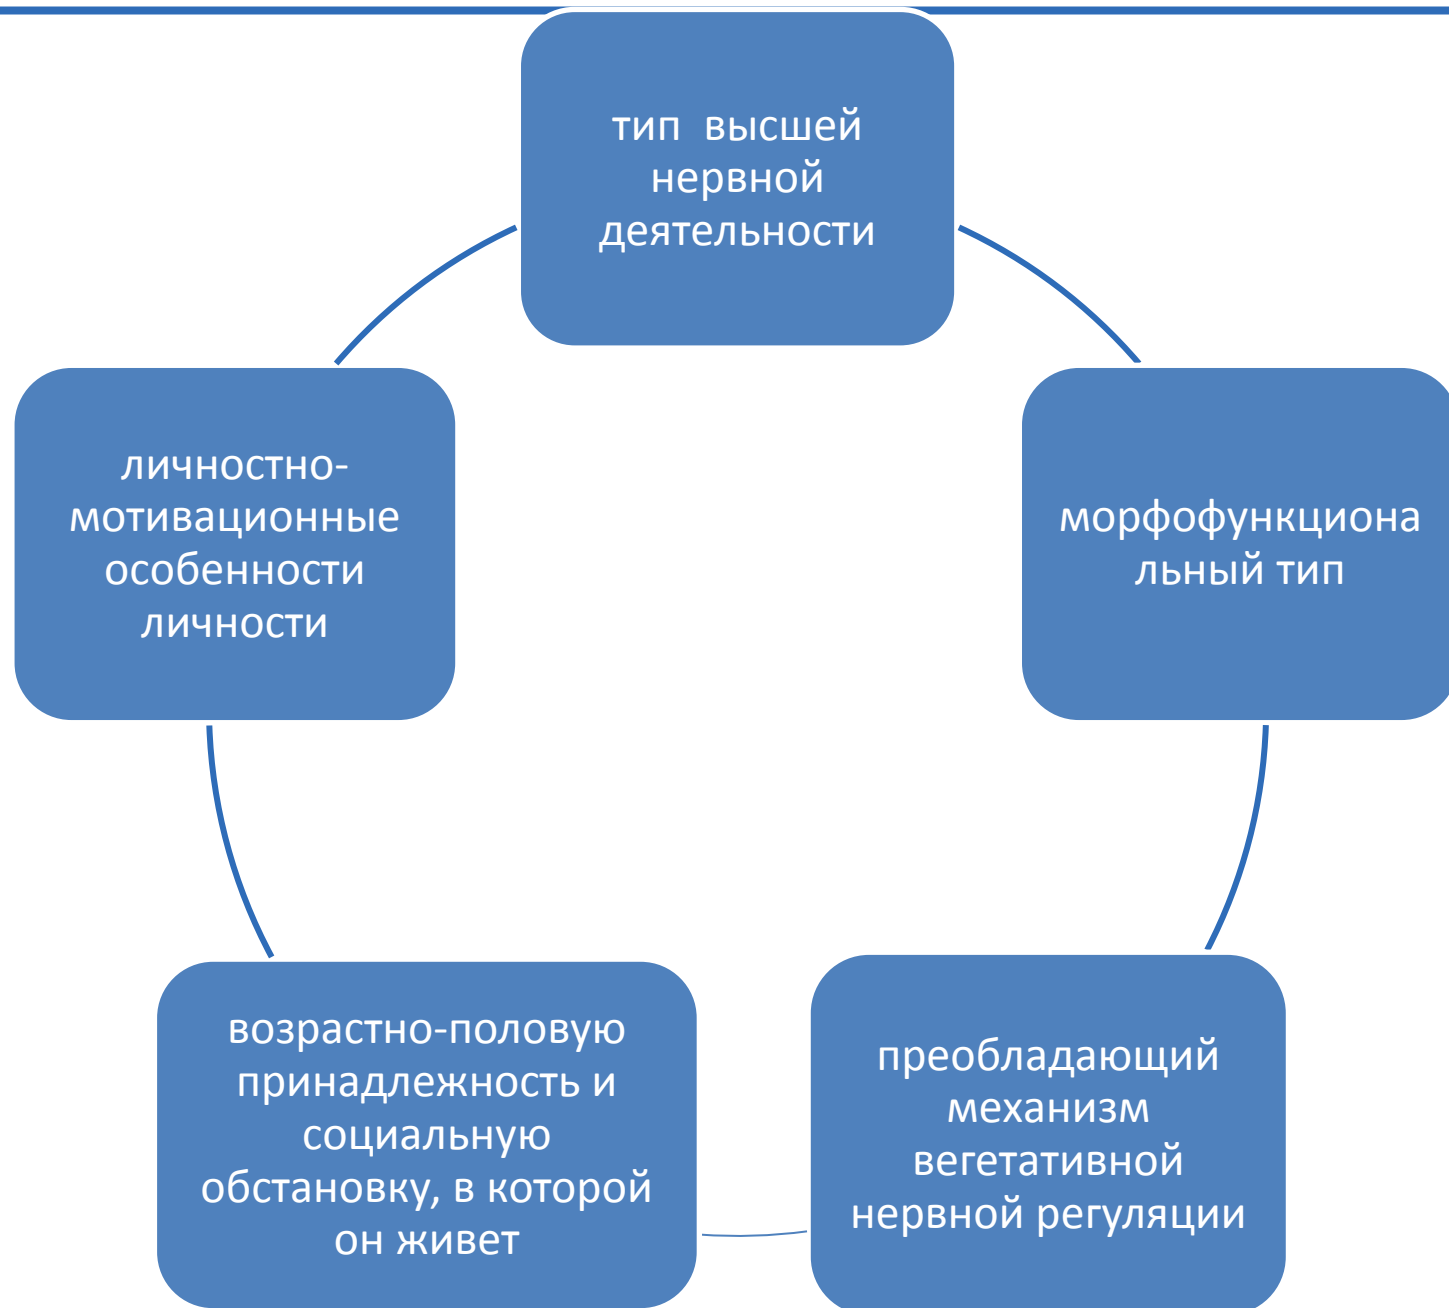 тип высшей
нервной
деятельности
личностно-
мотивационные
особенности
личности
морфофункциона
льный тип
возрастно-половую
принадлежность и
социальную
обстановку, в которой
он живет
преобладающий
механизм
вегетативной
нервной регуляции